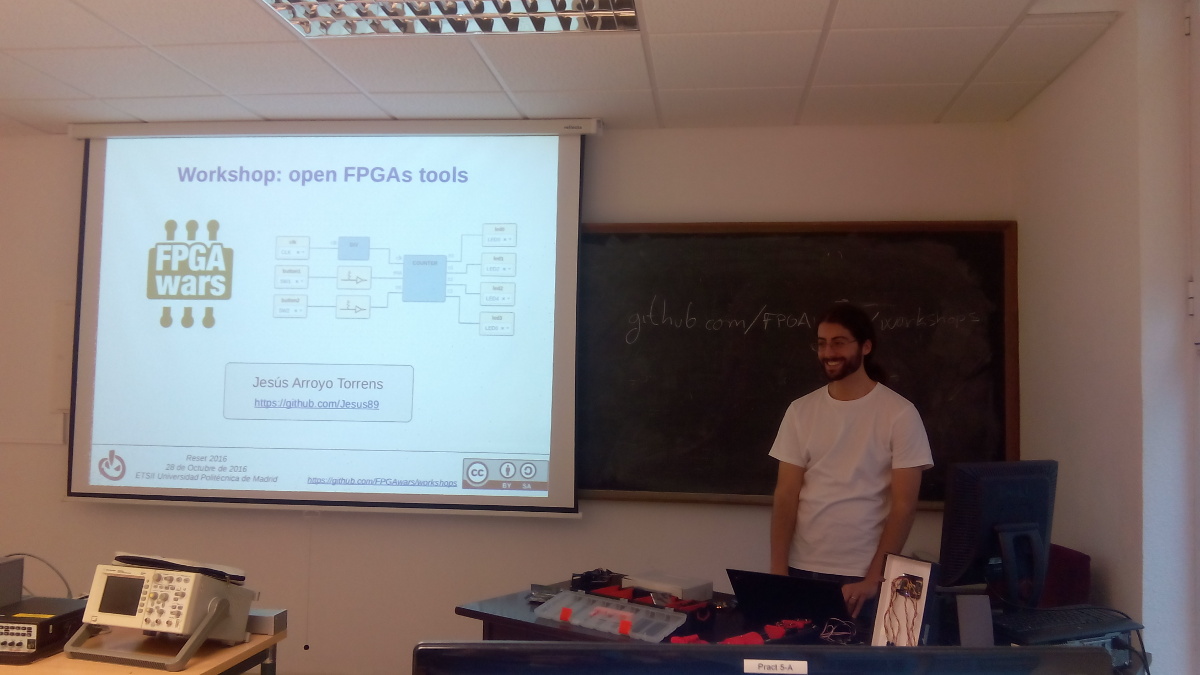 Workshop: open FPGAs tools
FPGA
wars
Jesús Arroyo Torrens
https://github.com/Jesus89
Reset 2016
28 de Octubre de 2016
ETSII Universidad Politécnica de Madrid
https://github.com/FPGAwars/workshops
CC
BY SA
github.com/FPGA /workshops
Pract 5-A